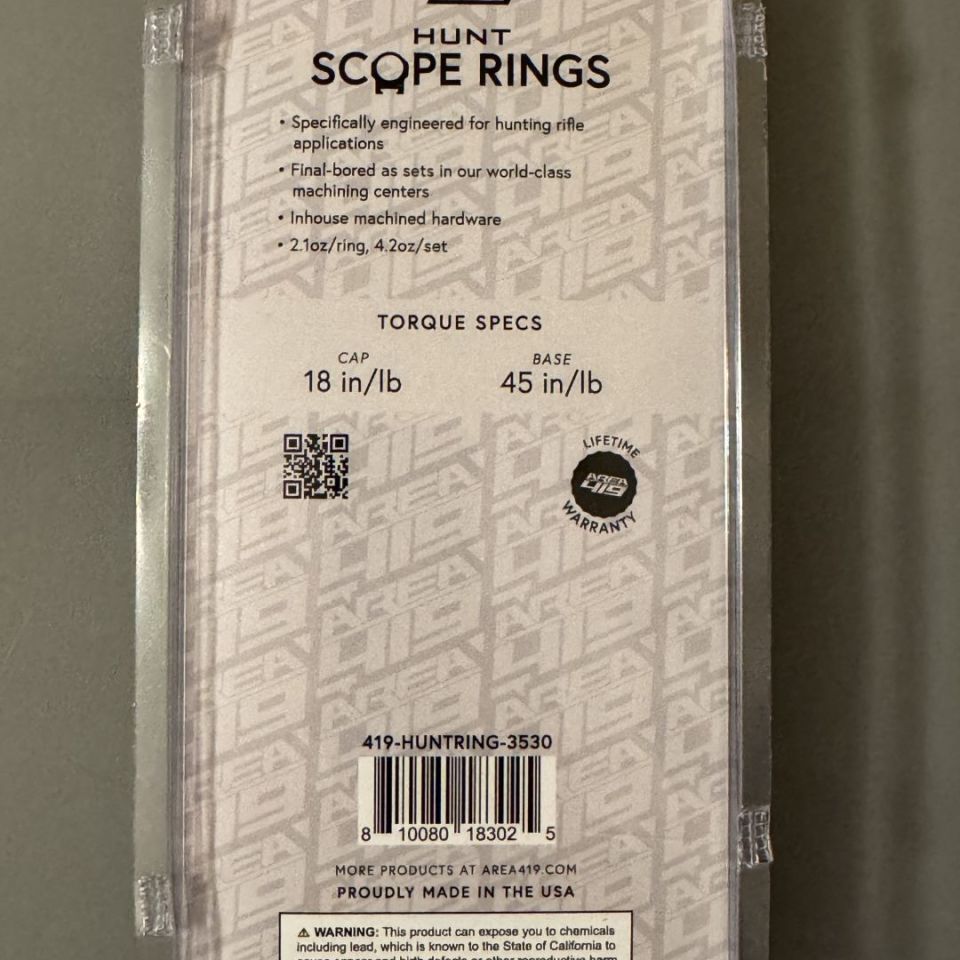 HUNT
SCOPE RINGS
• Specifically engineered for hunting rifle
applications
• Final-bored as sets in our world-class
machining centers
• Inhouse machined hardware
• 2.1oz/ring, 4.2oz/set
TORQUE SPECS
CAP BASE
18 in/lb 45 in/lb
LIFETIME
AREA
419
WARRANTY
419-HUNTRING-3530
8 10080 18302 5
MORE PRODUCTS AT AREA419.COM
PROUDLY MADE IN THE USA
⚠ WARNING: This product can expose you to chemicals
including lead, which is known to the State of California to